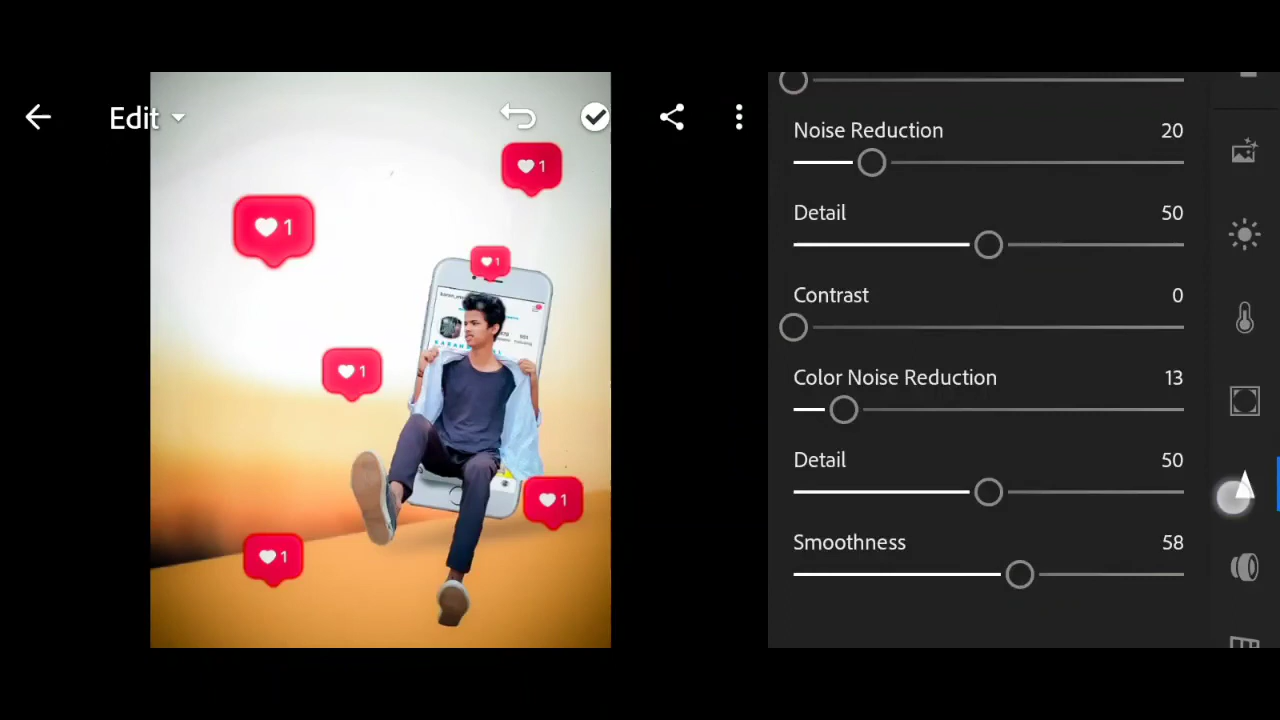 Edit
1
1
1
1
1
1
Noise Reduction 20
Detail 50
Contrast 0
Color Noise Reduction 13
Detail 50
Smoothness 58